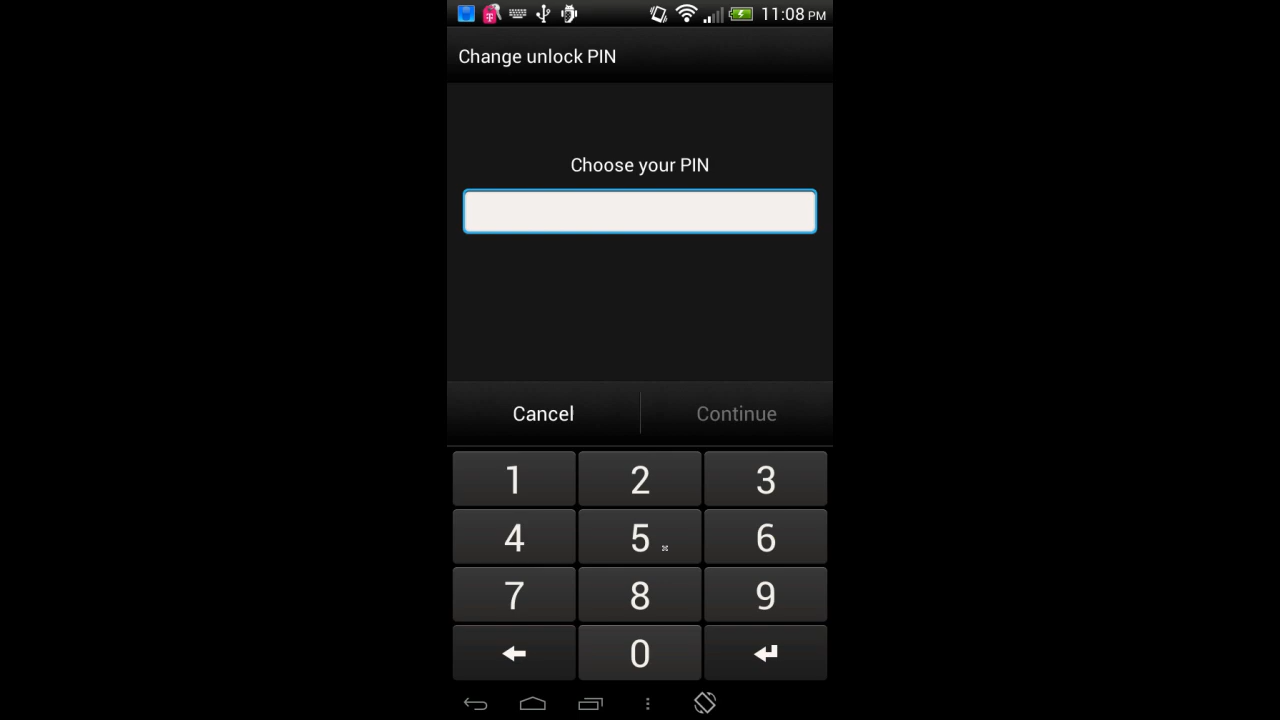 11:08 PM
Change unlock PIN
Choose your PIN
Cancel Continue
1 2 3
4 5 6
7 8 9
0